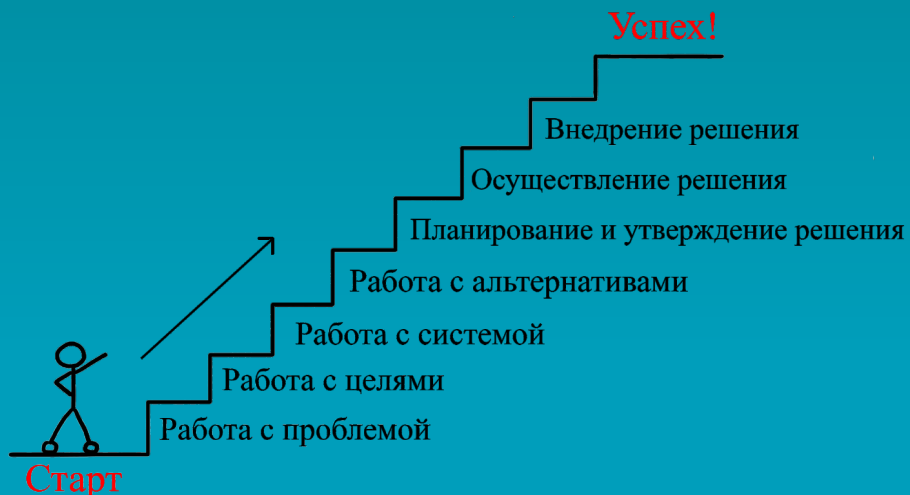 Успех!
Внедрение решения
Осуществление решения
Планирование и утверждение решения
Работа с альтернативами
Работа с системой
Работа с целями
Работа с проблемой
Старт